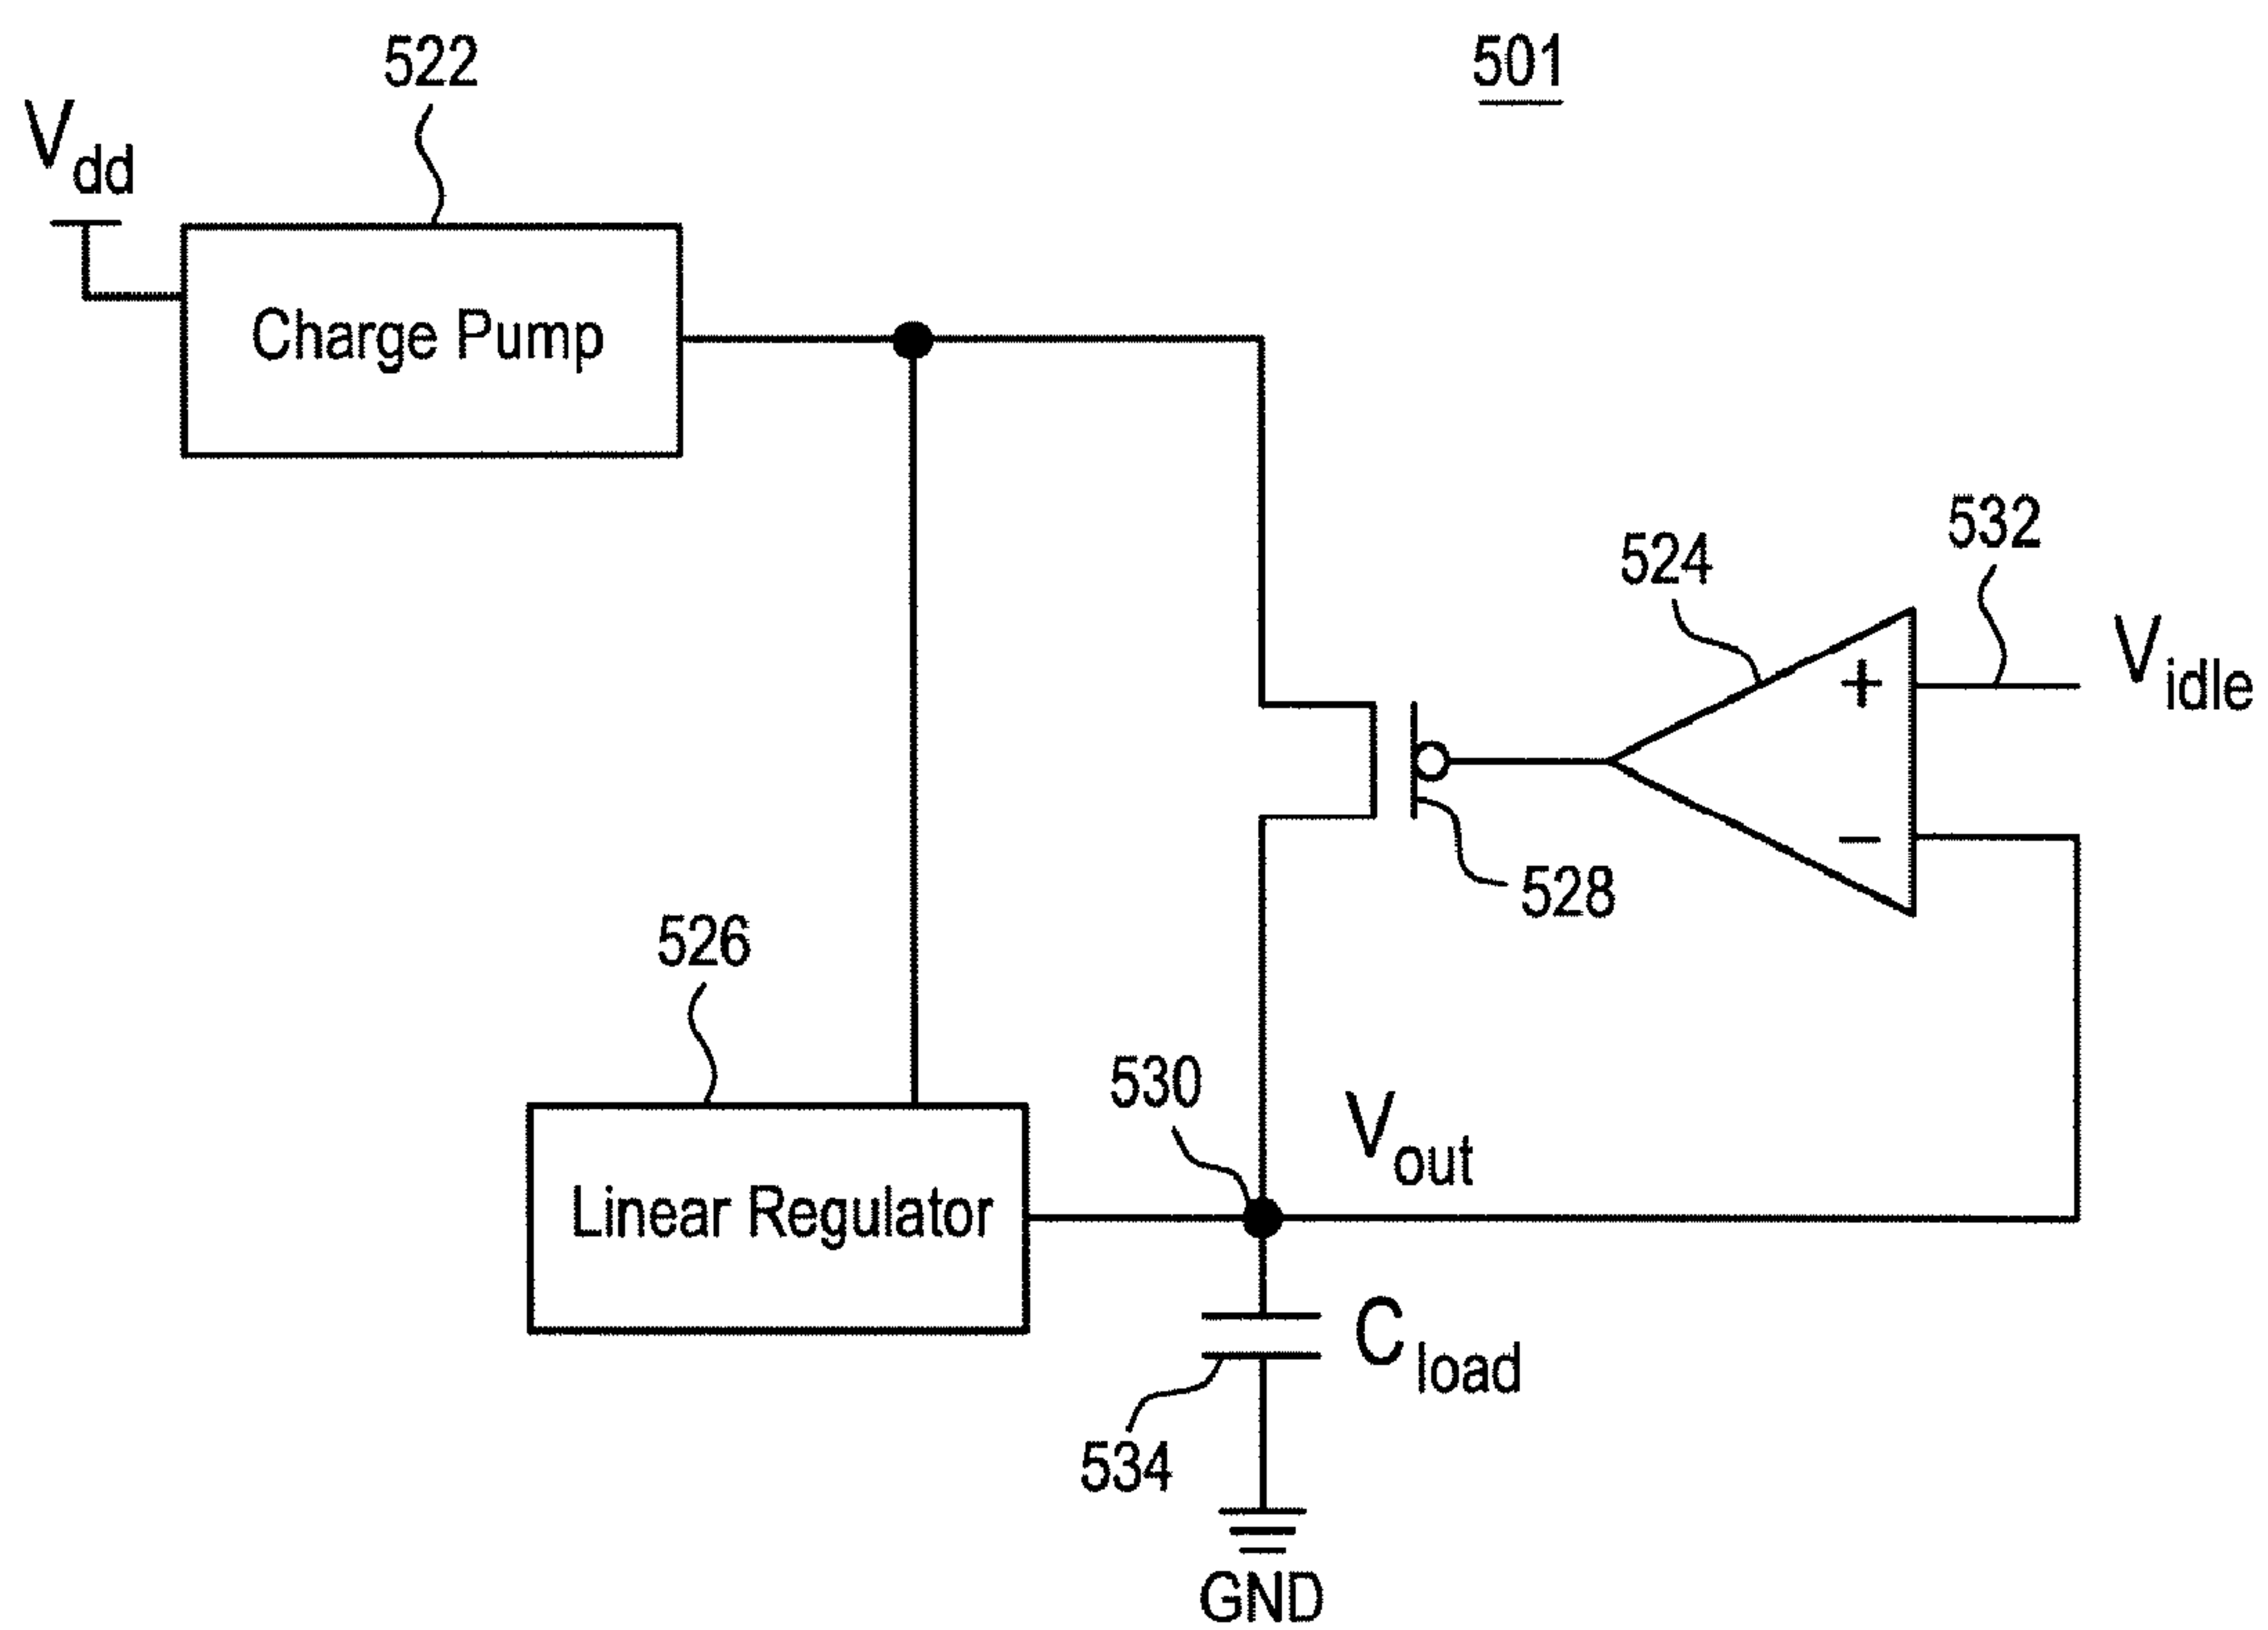 522
501
Vdd
Charge Pump
532
524
Vidle
+
−
528
526
530
Vout
Linear Regulator
Cload
534
GND